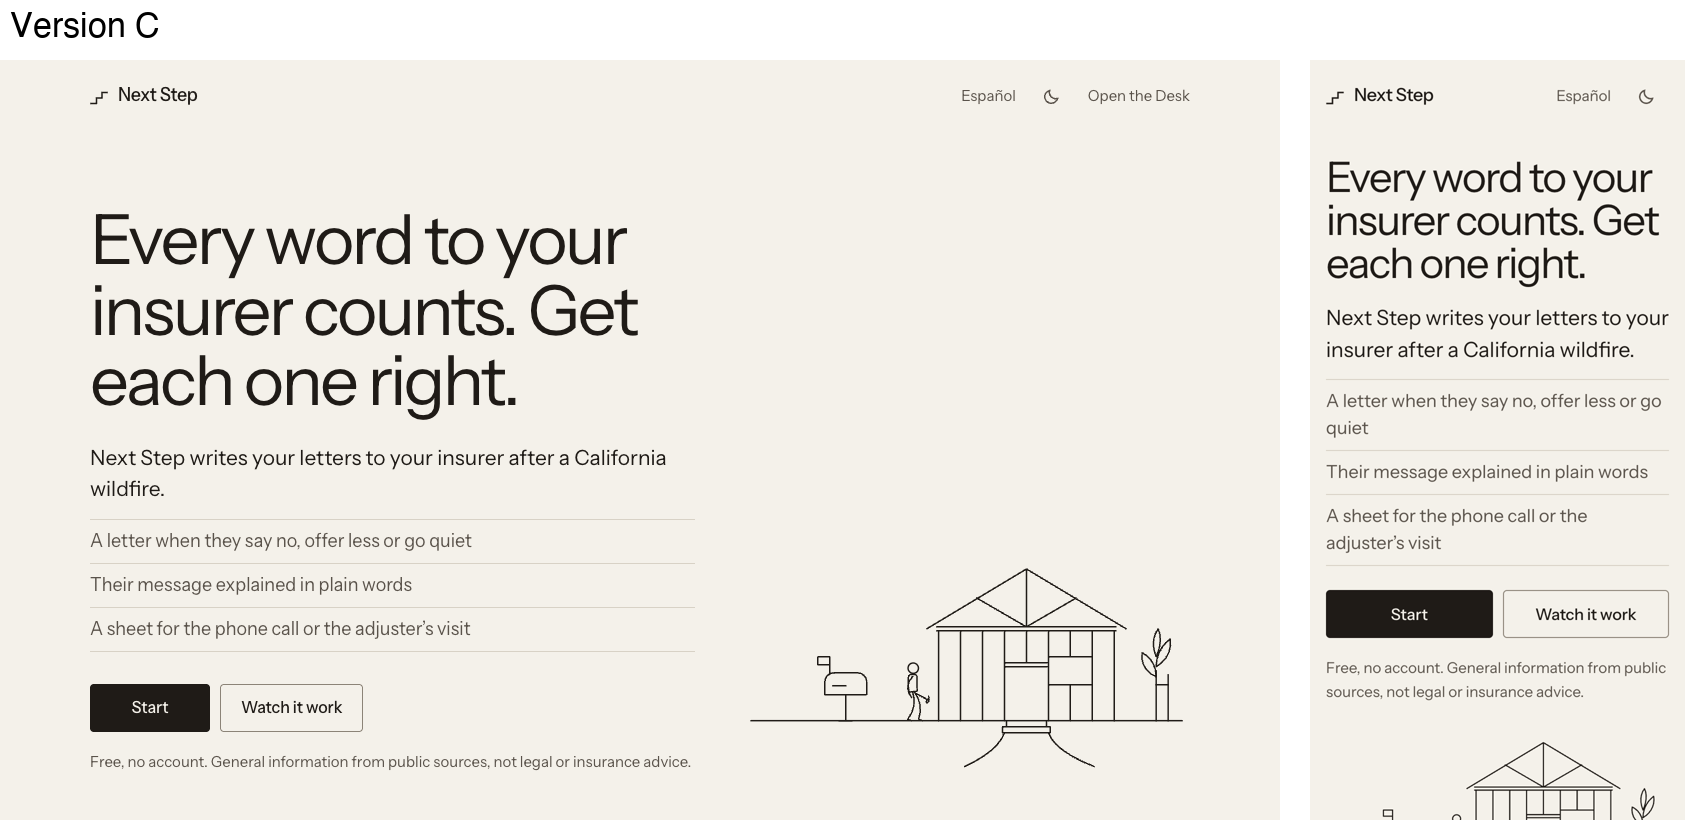 Version C
Next Step
Español
Open the Desk
Every word to your
insurer counts. Get
each one right.
Next Step writes your letters to your insurer after a California
wildfire.
A letter when they say no, offer less or go quiet
Their message explained in plain words
A sheet for the phone call or the adjuster’s visit
Start
Watch it work
Free, no account. General information from public sources, not legal or insurance advice.
Next Step
Español
Every word to your
insurer counts. Get
each one right.
Next Step writes your letters to your
insurer after a California wildfire.
A letter when they say no, offer less or go
quiet
Their message explained in plain words
A sheet for the phone call or the
adjuster’s visit
Start
Watch it work
Free, no account. General information from public
sources, not legal or insurance advice.